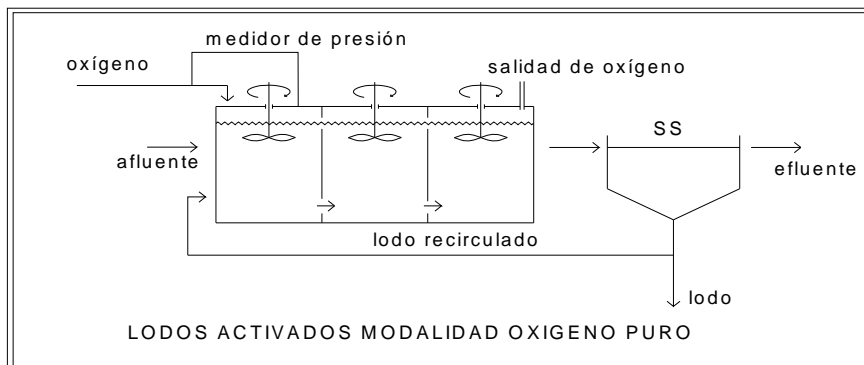 medidor de presión
oxígeno
salidad de oxígeno
SS
afluente
efluente
lodo recirculado
lodo
LODOS ACTIVADOS MODALIDAD OXIGENO PURO